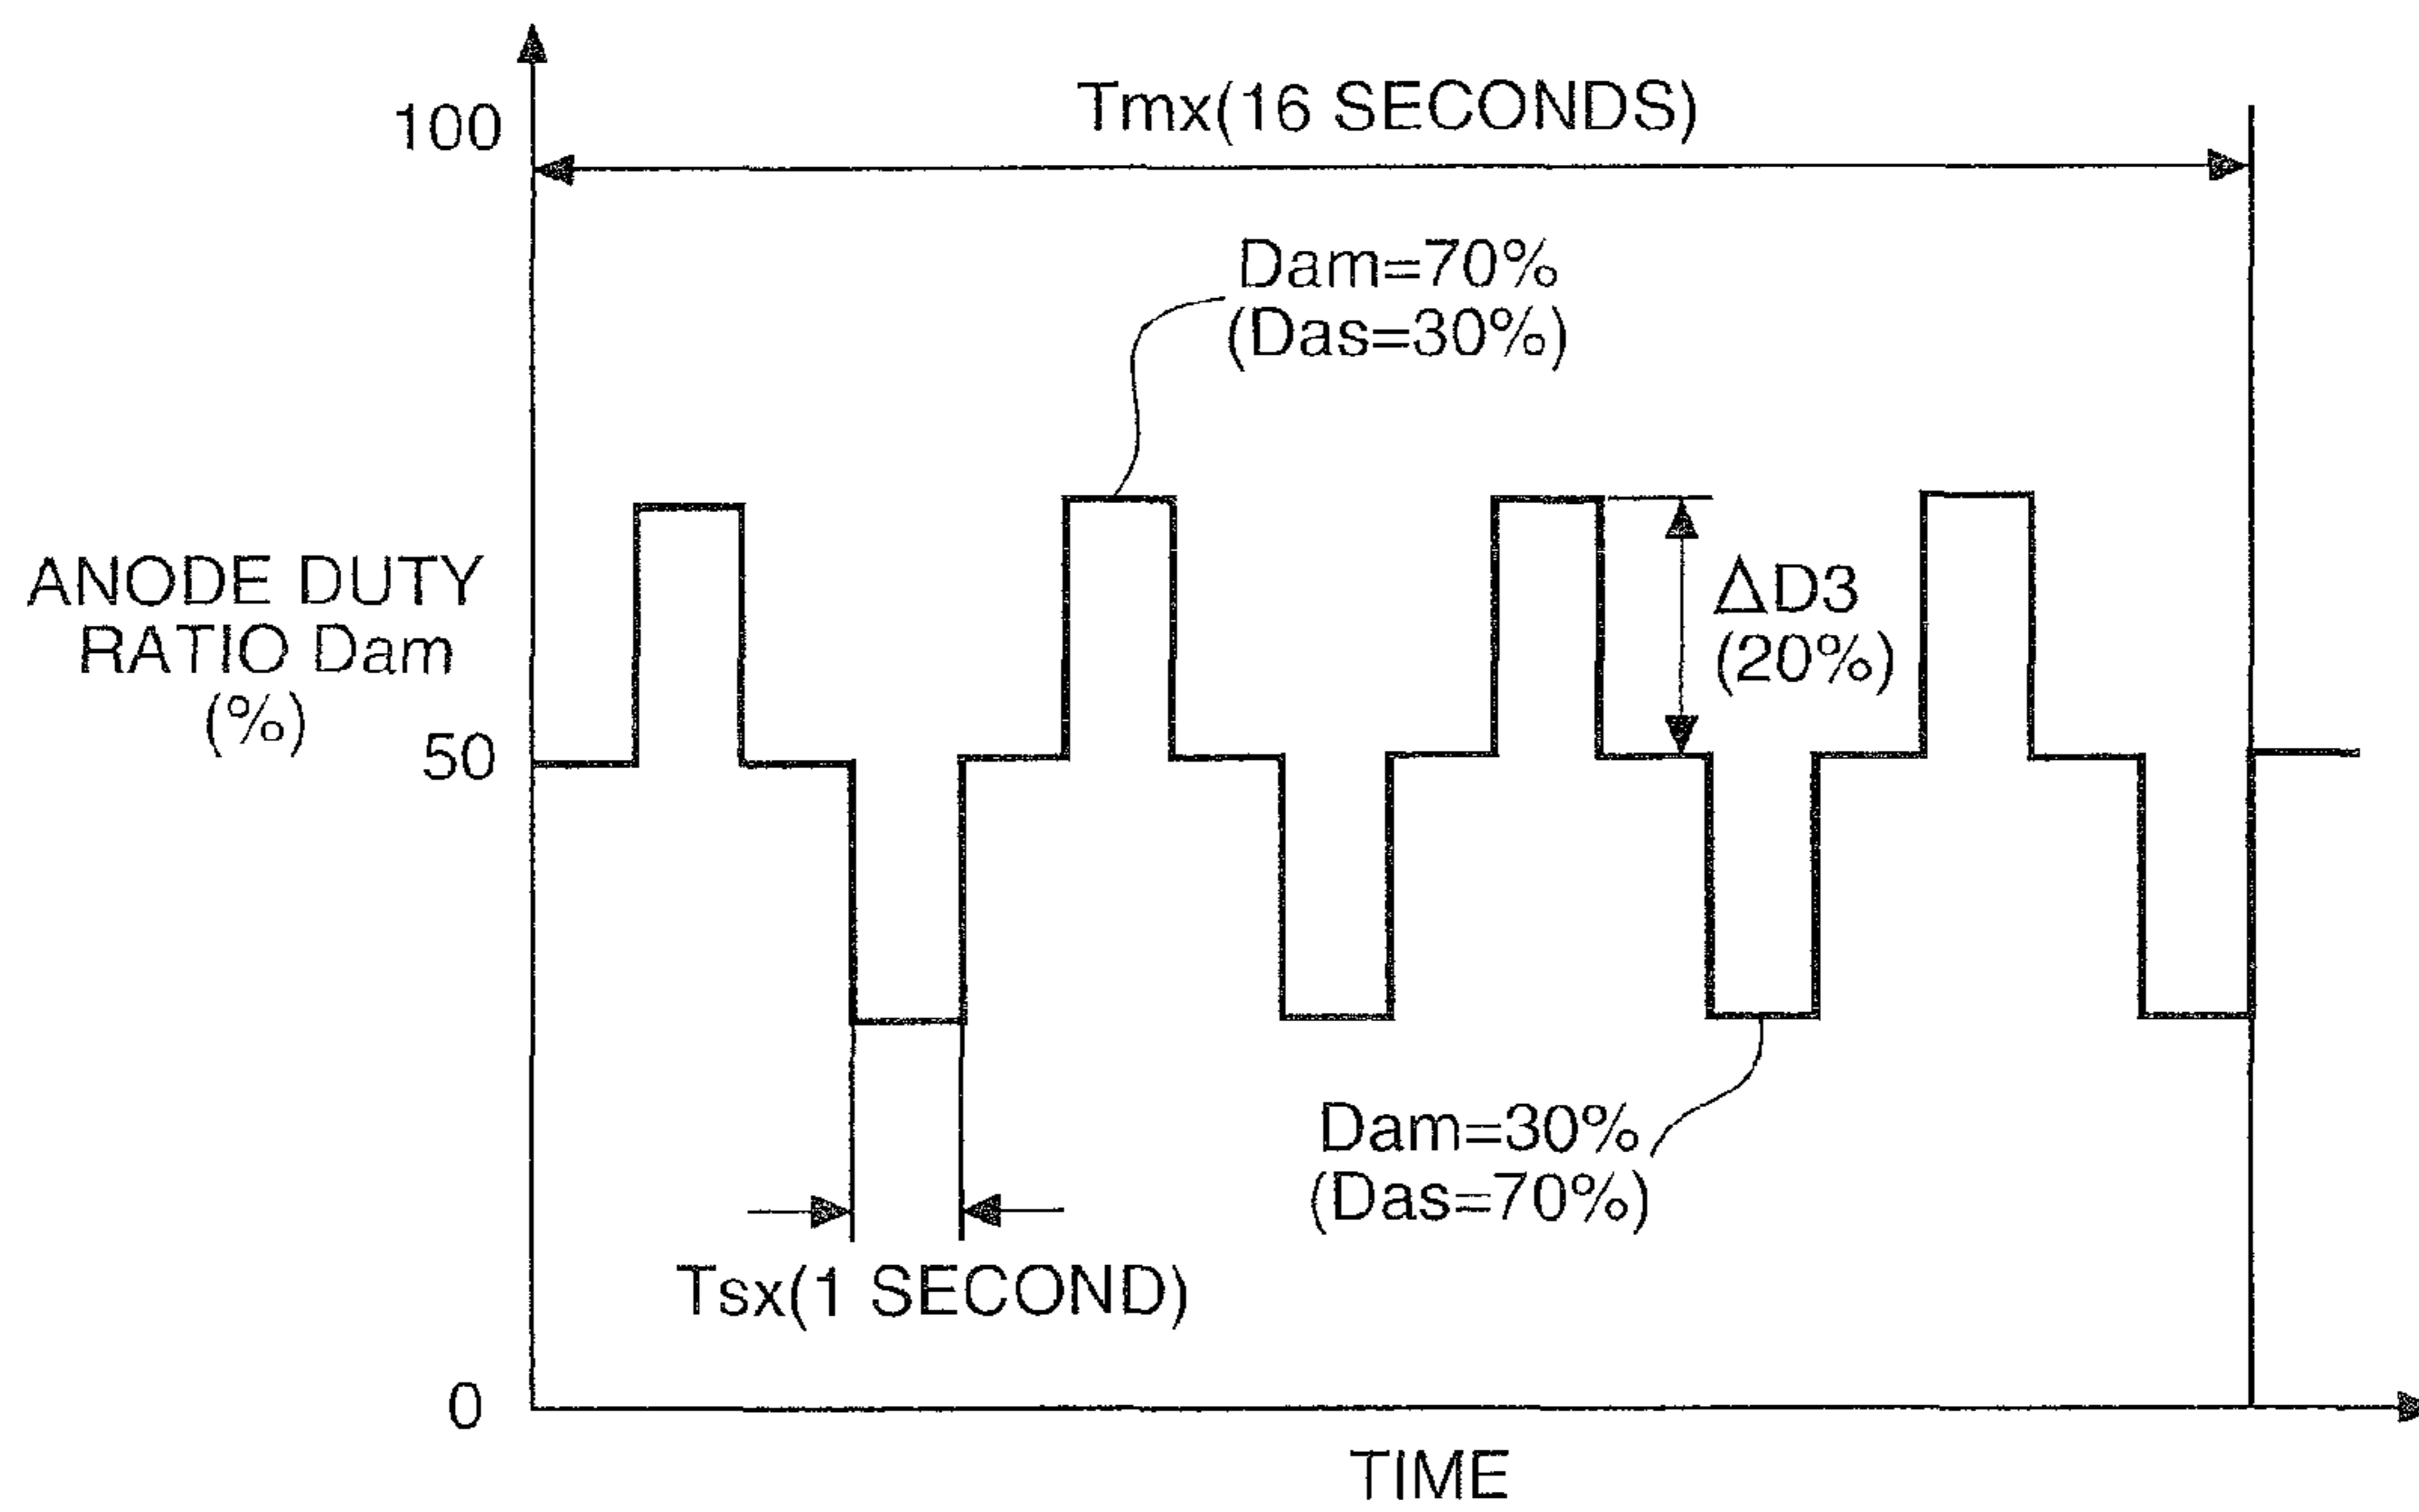 100
Tmx(16 SECONDS)
Dam=70%
(Das=30%)
ANODE DUTY
RATIO Dam
(%)
ΔD3
(20%)
50
Dam=30%
(Das=70%)
Tsx(1 SECOND)
0
TIME